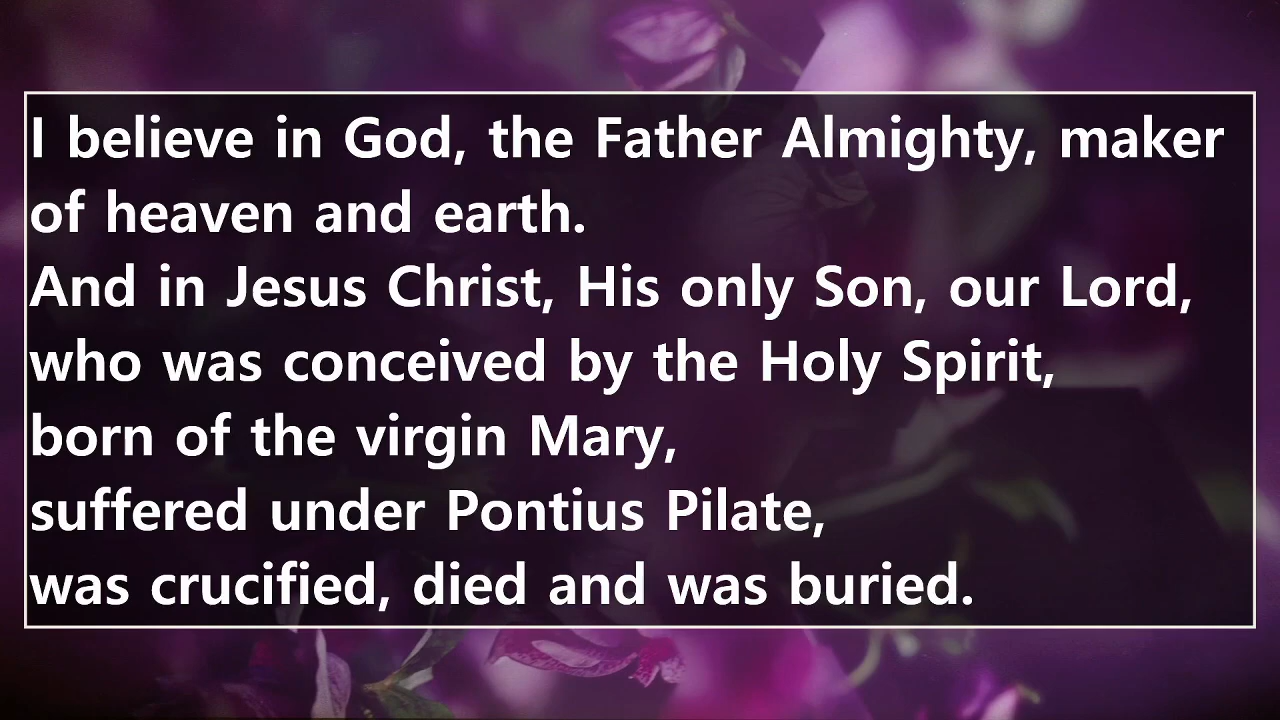 I believe in God, the Father Almighty, maker
of heaven and earth.
And in Jesus Christ, His only Son, our Lord,
who was conceived by the Holy Spirit,
born of the virgin Mary,
suffered under Pontius Pilate,
was crucified, died and was buried.